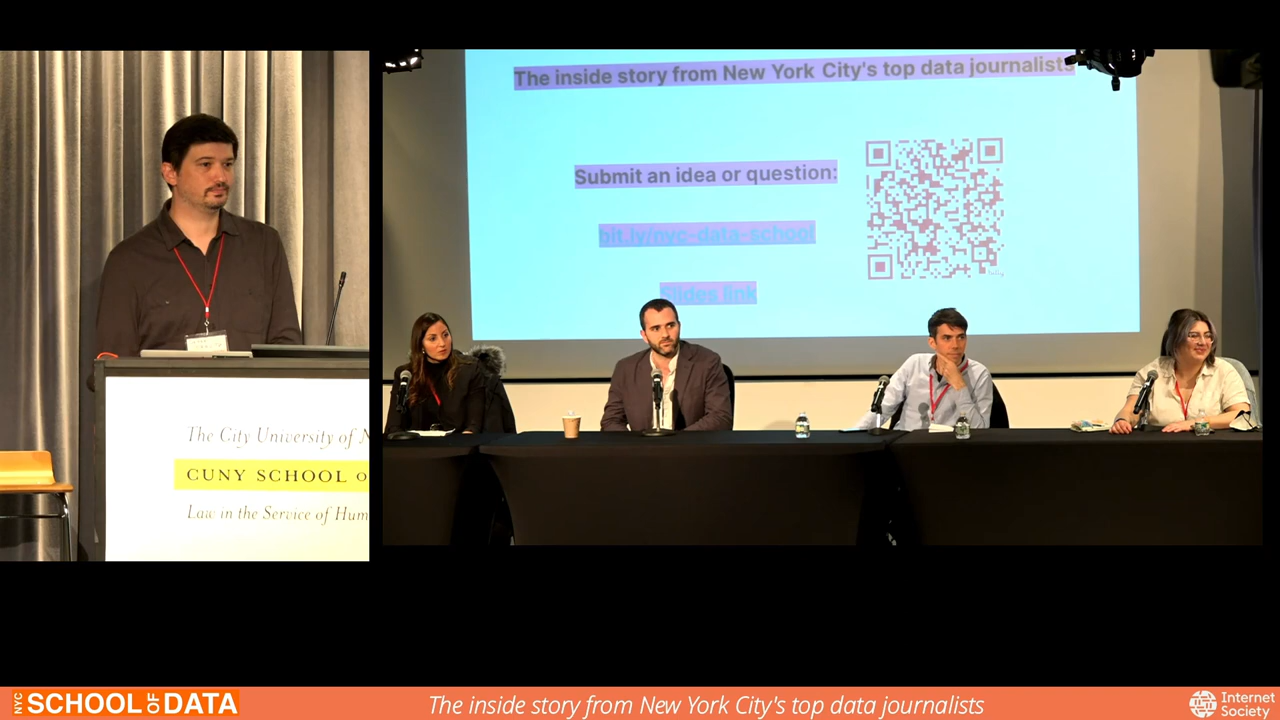 The inside story from New York City's top data journalists
Submit an idea or question:
bit.ly/nyc-data-school
Slides link
The City University of
CUNY SCHOOL O
Law in the Service of Hum
NYC SCHOOL OF DATA
The inside story from New York City's top data journalists
Internet
Society